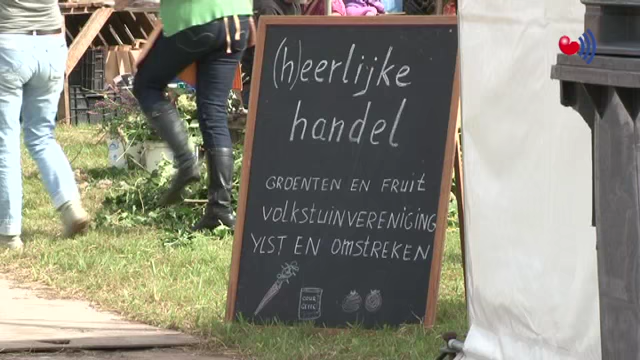 (h)eerlijke
handel
GROENTEN EN FRUIT
VOLKSTUINVERENIGING
YLST EN OMSTREKEN